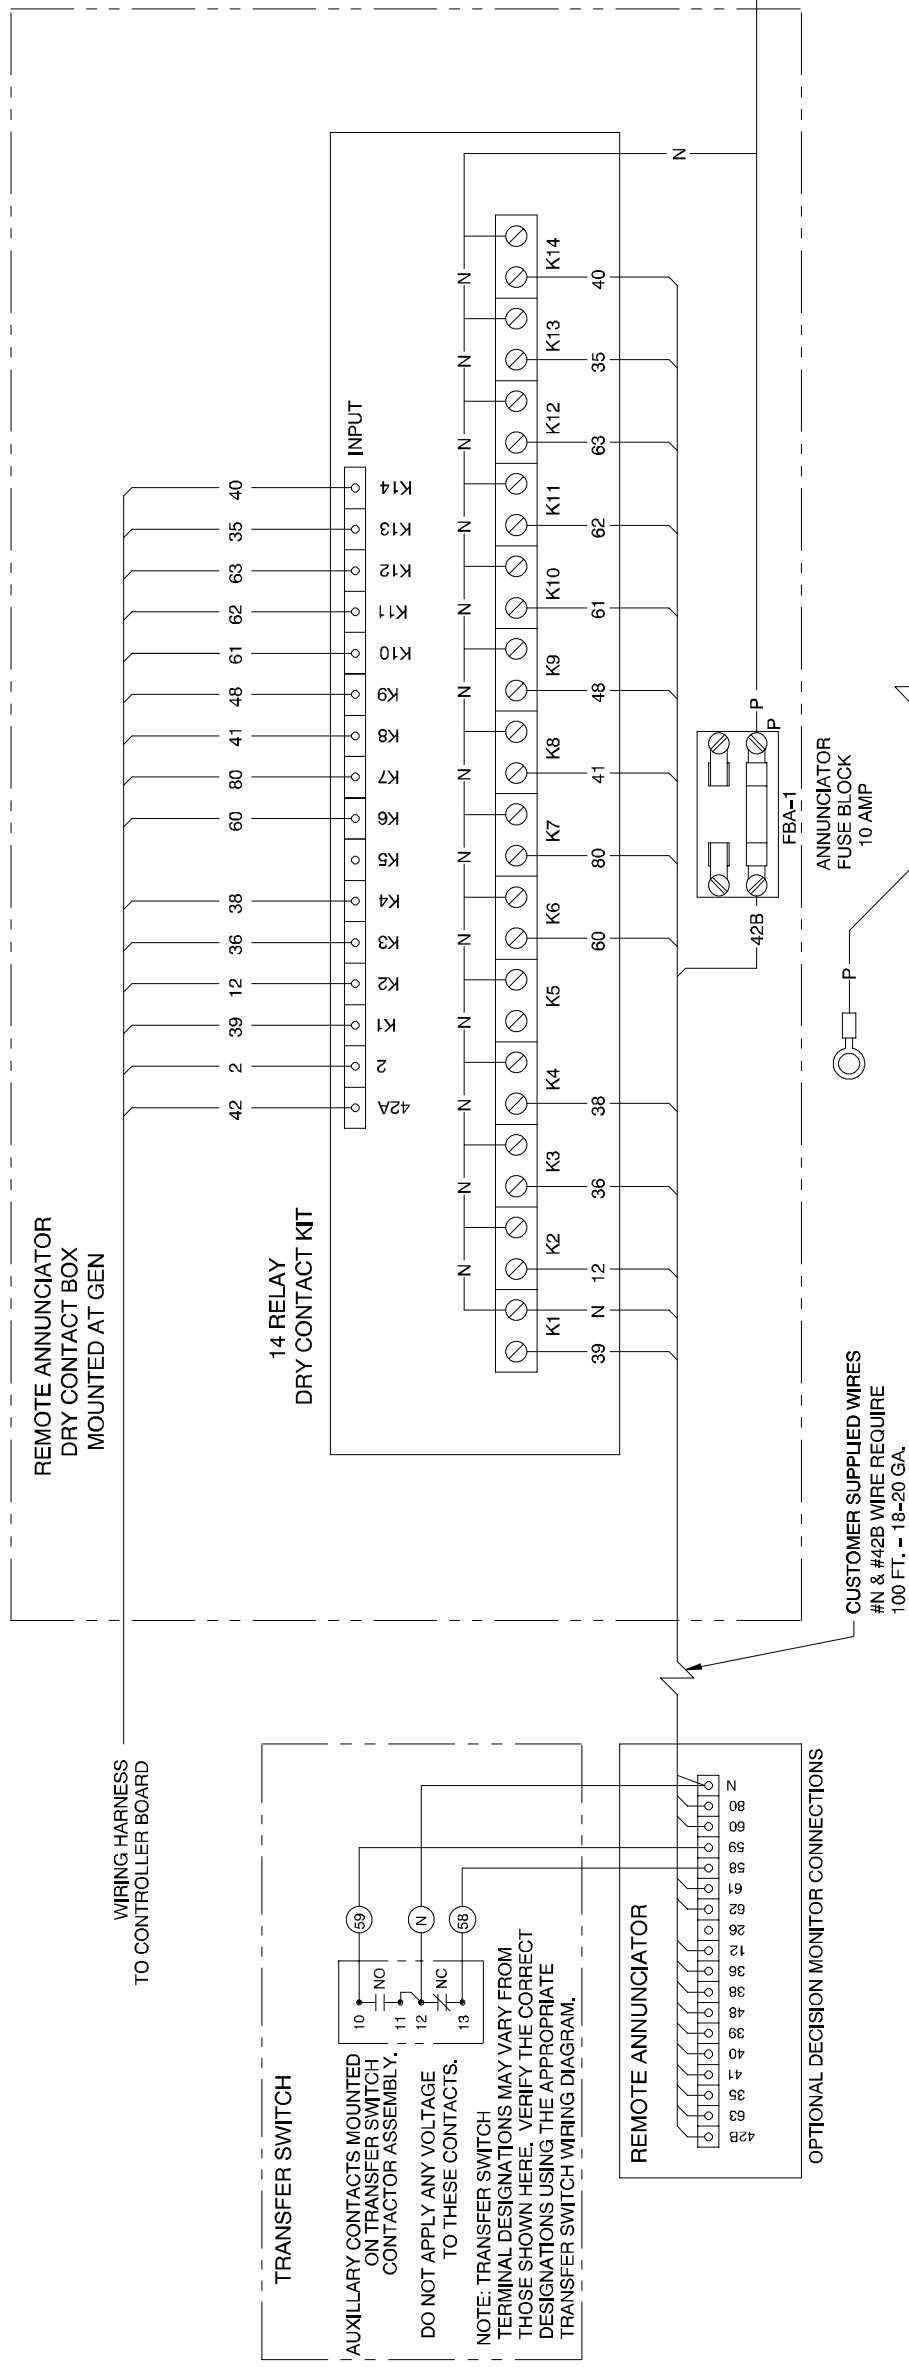 REMOTE ANNUNCIATOR
DRY CONTACT BOX
MOUNTED AT GEN
WIRING HARNESS
TO CONTROLLER BOARD
42 2 39 12 36 38 60 80 41 48 61 62 63 35 40
INPUT
42A 2 K1 K2 K3 K4 K5 K6 K7 K8 K9 K10 K11 K12 K13 K14
14 RELAY
DRY CONTACT KIT
N N N N N N N N N N N N N
K1 K2 K3 K4 K5 K6 K7 K8 K9 K10 K11 K12 K13 K14
39 N 12 36 38 60 80 41 48 61 62 63 35 40
N
42B
P
P
FBA-1
ANNUNCIATOR
FUSE BLOCK
10 AMP
P
CUSTOMER SUPPLIED WIRES
#N & #42B WIRE REQUIRE
100 FT. - 18-20 GA.
TRANSFER SWITCH
59
N
58
NO
NC
10
11
12
13
AUXILLARY CONTACTS MOUNTED
ON TRANSFER SWITCH
CONTACTOR ASSEMBLY.
DO NOT APPLY ANY VOLTAGE
TO THESE CONTACTS.
NOTE: TRANSFER SWITCH
TERMINAL DESIGNATIONS MAY VARY FROM
THOSE SHOWN HERE. VERIFY THE CORRECT
DESIGNATIONS USING THE APPROPRIATE
TRANSFER SWITCH WIRING DIAGRAM.
REMOTE ANNUNCIATOR
42B 63 35 41 40 39 48 38 36 12 26 62 61 58 59 60 80 N
OPTIONAL DECISION MONITOR CONNECTIONS